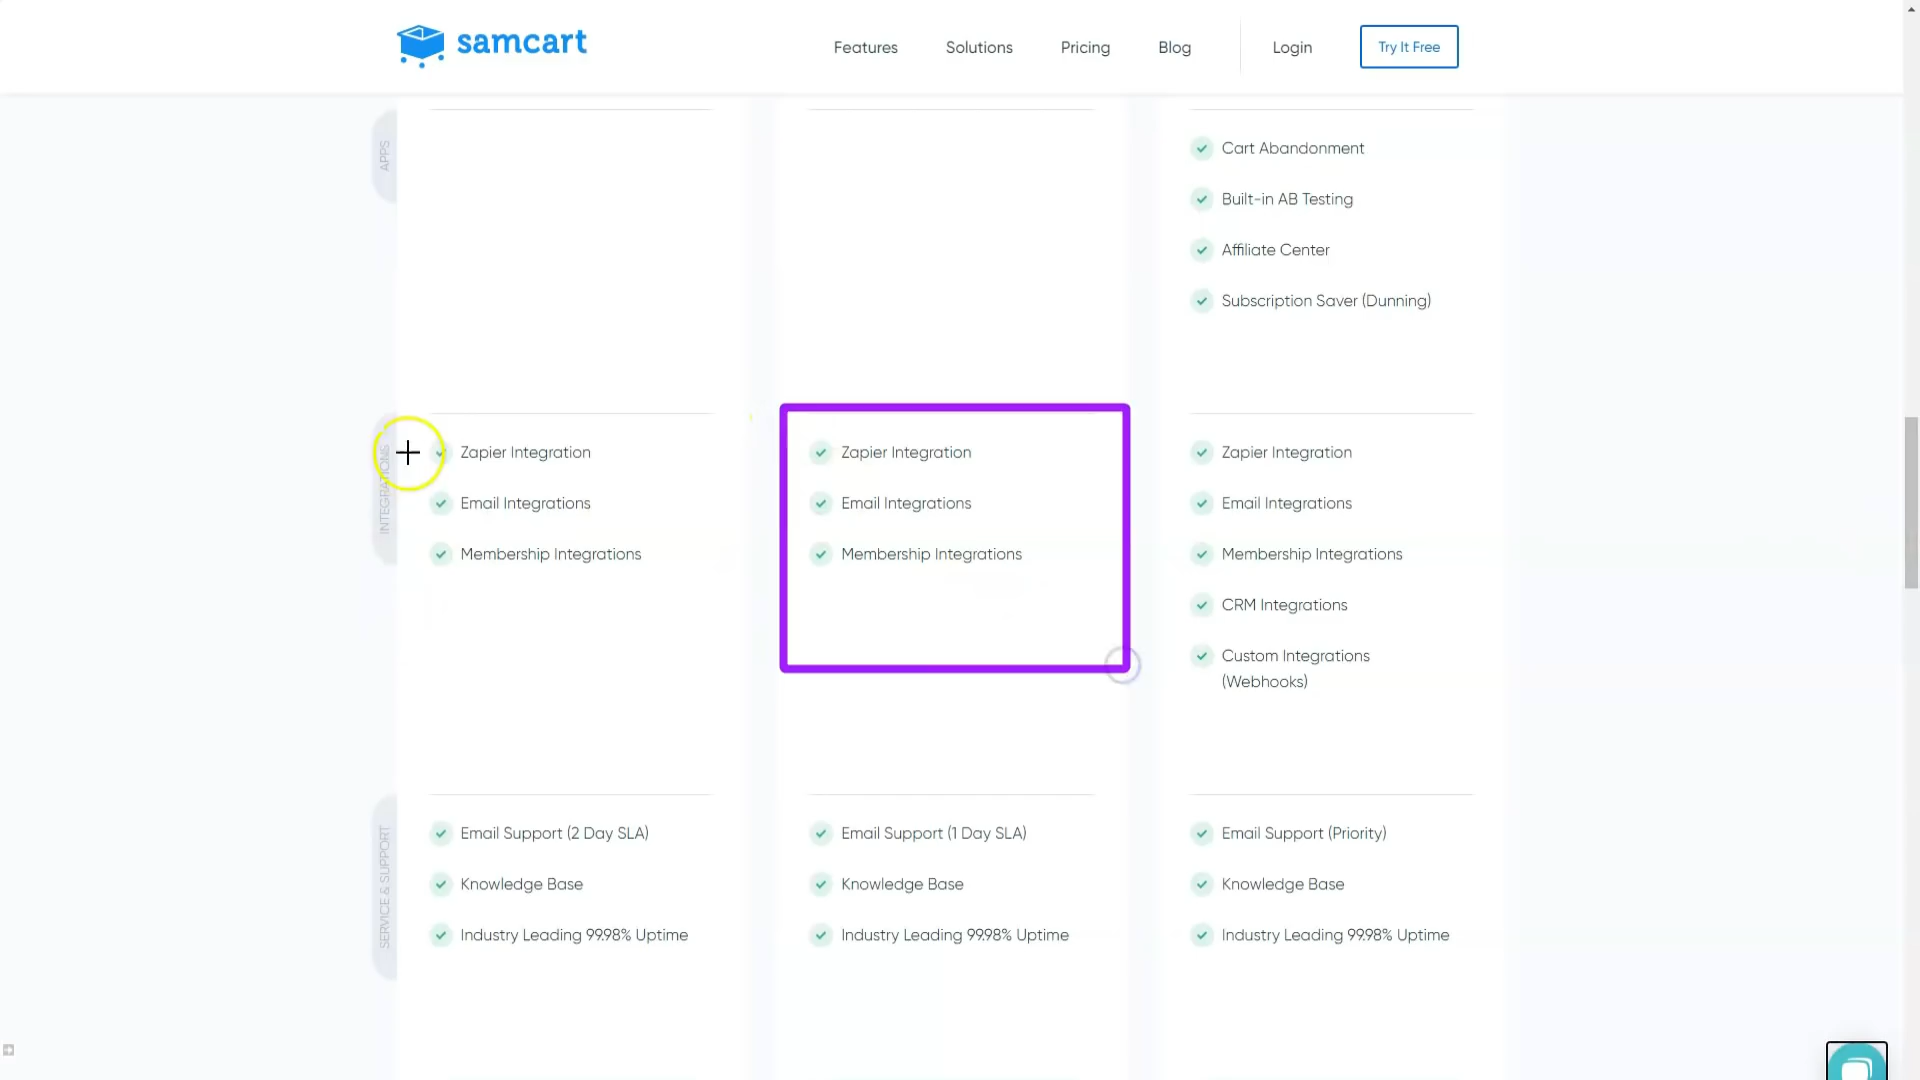 samcart
Features
Solutions
Pricing
Blog
Login
Try It Free
APPS
Cart Abandonment
Built-in AB Testing
Affiliate Center
Subscription Saver (Dunning)
INTEGRATIONS
Zapier Integration
Email Integrations
Membership Integrations
Zapier Integration
Email Integrations
Membership Integrations
Zapier Integration
Email Integrations
Membership Integrations
CRM Integrations
Custom Integrations
(Webhooks)
SERVICE & SUPPORT
Email Support (2 Day SLA)
Knowledge Base
Industry Leading 99.98% Uptime
Email Support (1 Day SLA)
Knowledge Base
Industry Leading 99.98% Uptime
Email Support (Priority)
Knowledge Base
Industry Leading 99.98% Uptime